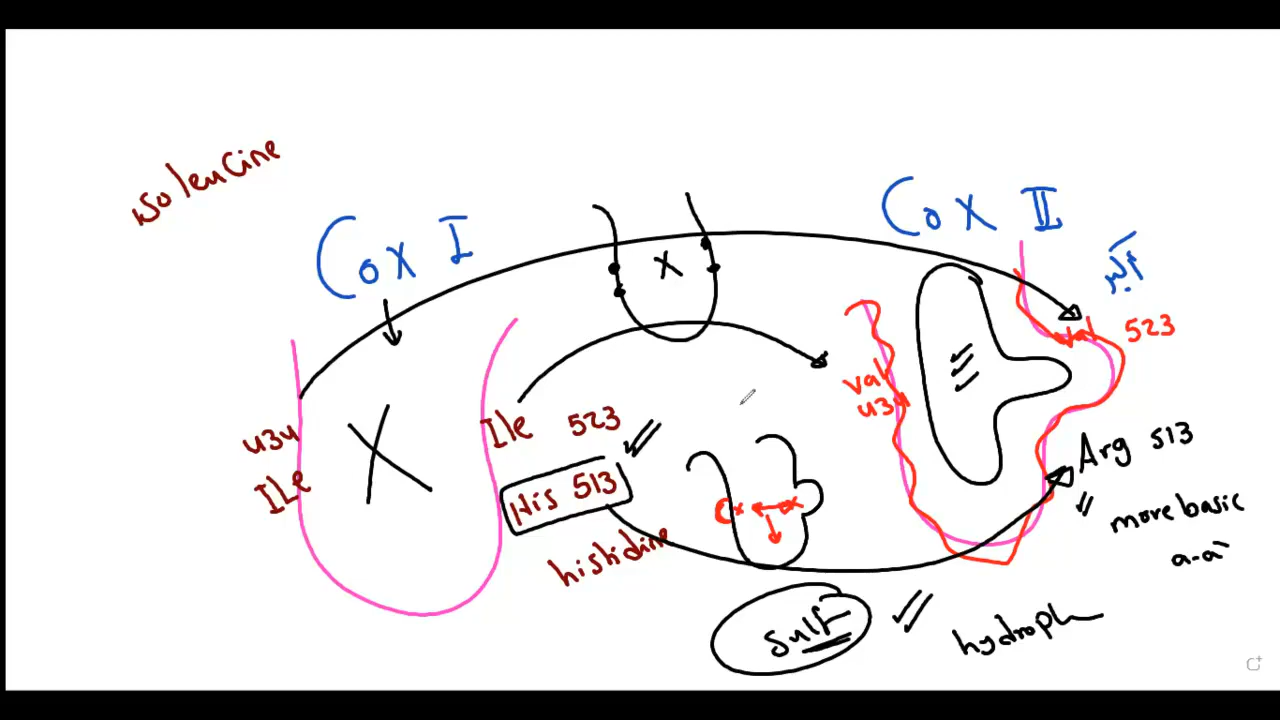 isoleucine
Cox I
Cox II
أكبر
X
val 523
val
434
434
ILe
X
Ile 523
His 513
histidine
Arg 513
more basic
a-a
Sulf
hydroph